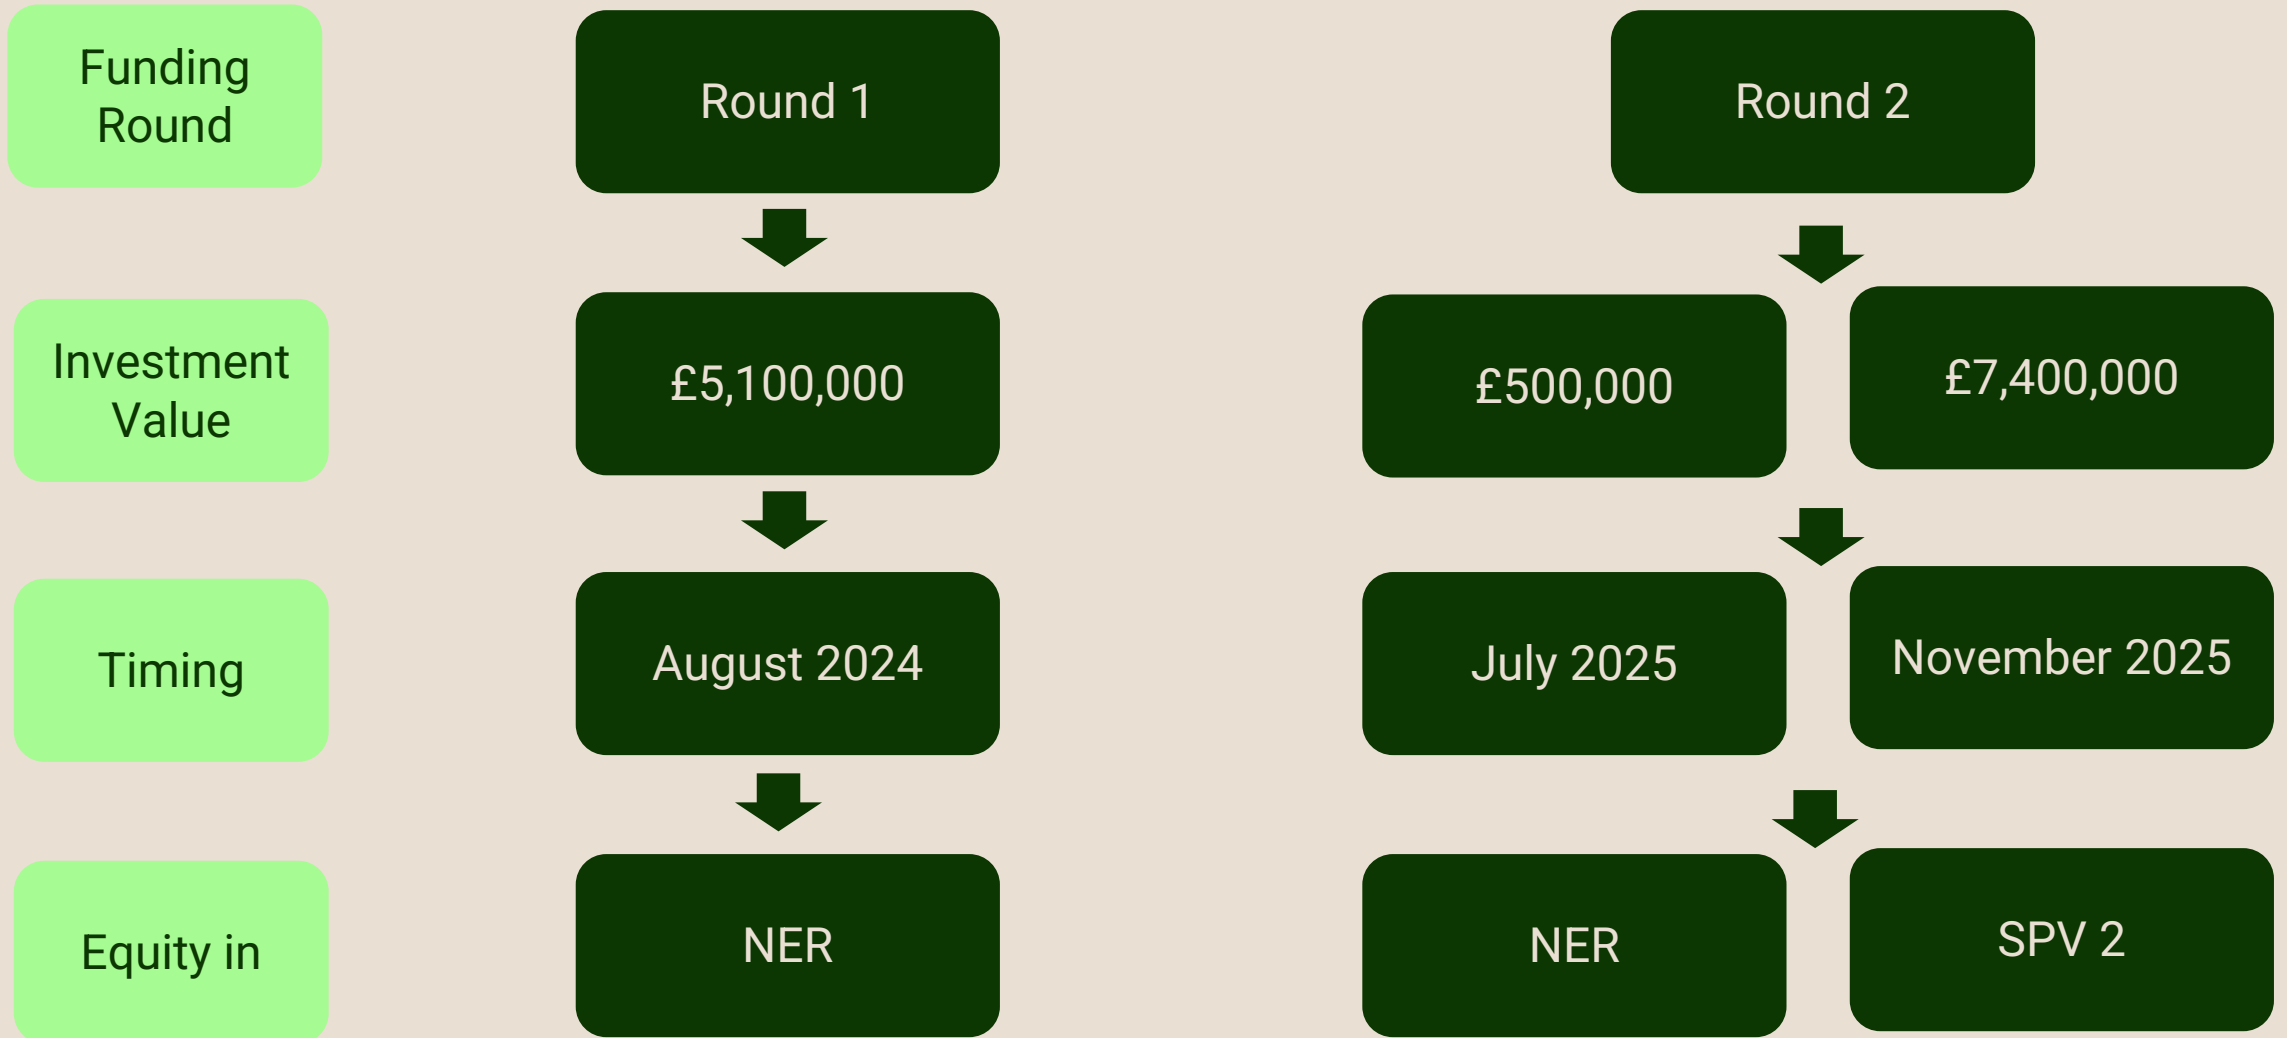 Funding
Round
Round 1
Round 2
Investment
Value
£5,100,000
£500,000
£7,400,000
Timing
August 2024
July 2025
November 2025
Equity in
NER
NER
SPV 2